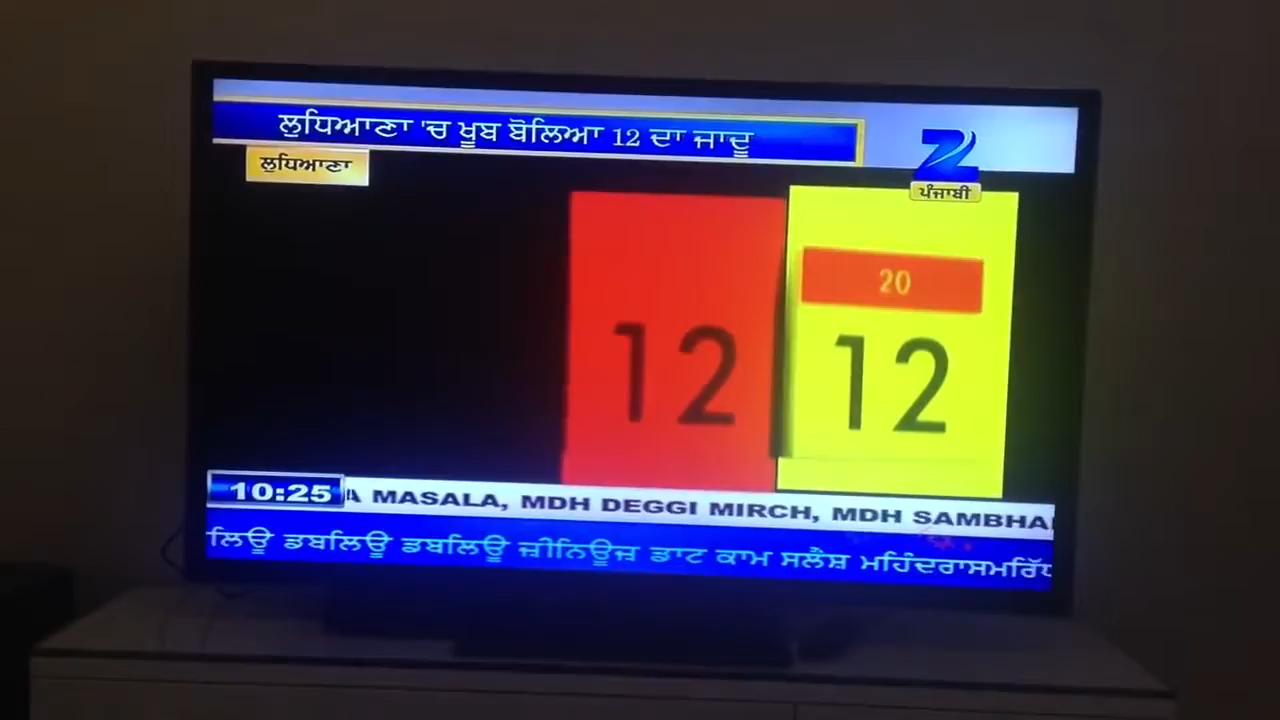 ਲੁਧਿਆਣਾ 'ਚ ਖੂਬ ਬੋਲਿਆ 12 ਦਾ ਜਾਦੂ
ਲੁਧਿਆਣਾ
ਪੰਜਾਬੀ
20
12
12
10:25
A MASALA, MDH DEGGI MIRCH, MDH SAMBHA
ਲਿਊ ਡਬਲਿਊ ਡਬਲਿਊ ਜ਼ੀਨਿਊਜ਼ ਡਾਟ ਕਾਮ ਸਲੈਸ਼ ਮਹਿੰਦਰਾਸਮਰਿੱਧ